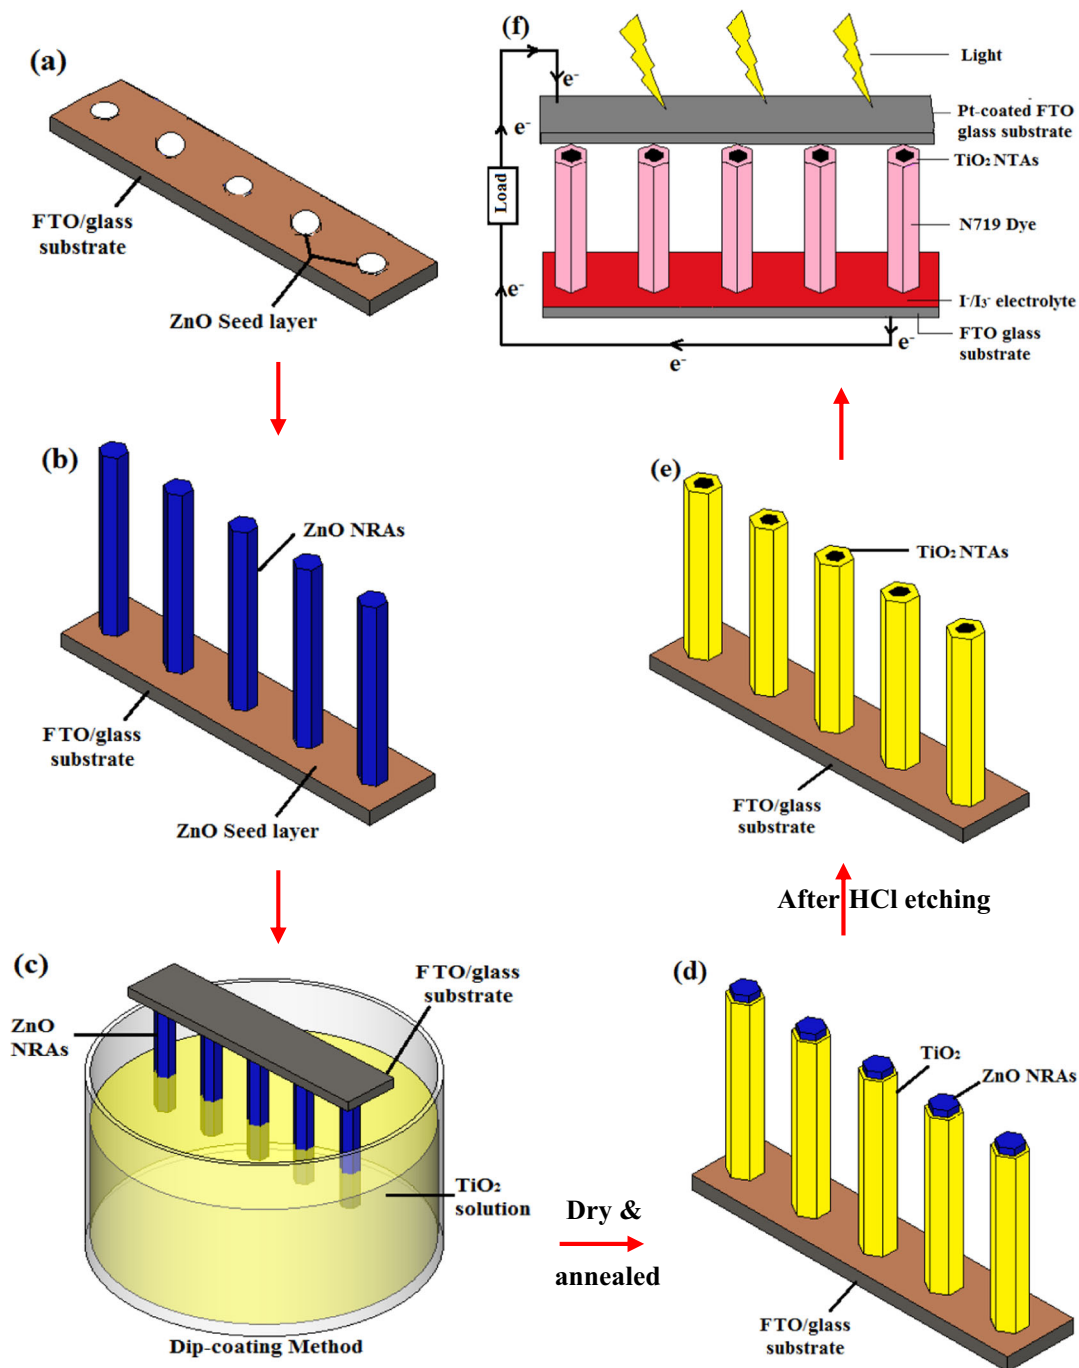 (a)
FTO/glass
substrate
ZnO Seed layer
(b)
ZnO NRAs
FTO/glass
substrate
ZnO Seed layer
(c)
FTO/glass
substrate
ZnO
NRAs
TiO₂
solution
Dip-coating Method
Dry &
annealed
(d)
TiO₂
ZnO NRAs
FTO/glass
substrate
After HCl etching
(e)
TiO₂ NTAs
FTO/glass
substrate
(f)
Light
e⁻
e⁻
e⁻
Pt-coated FTO
glass substrate
TiO₂ NTAs
Load
N719 Dye
e⁻
I⁻/I₃⁻ electrolyte
FTO glass
substrate
e⁻
e⁻